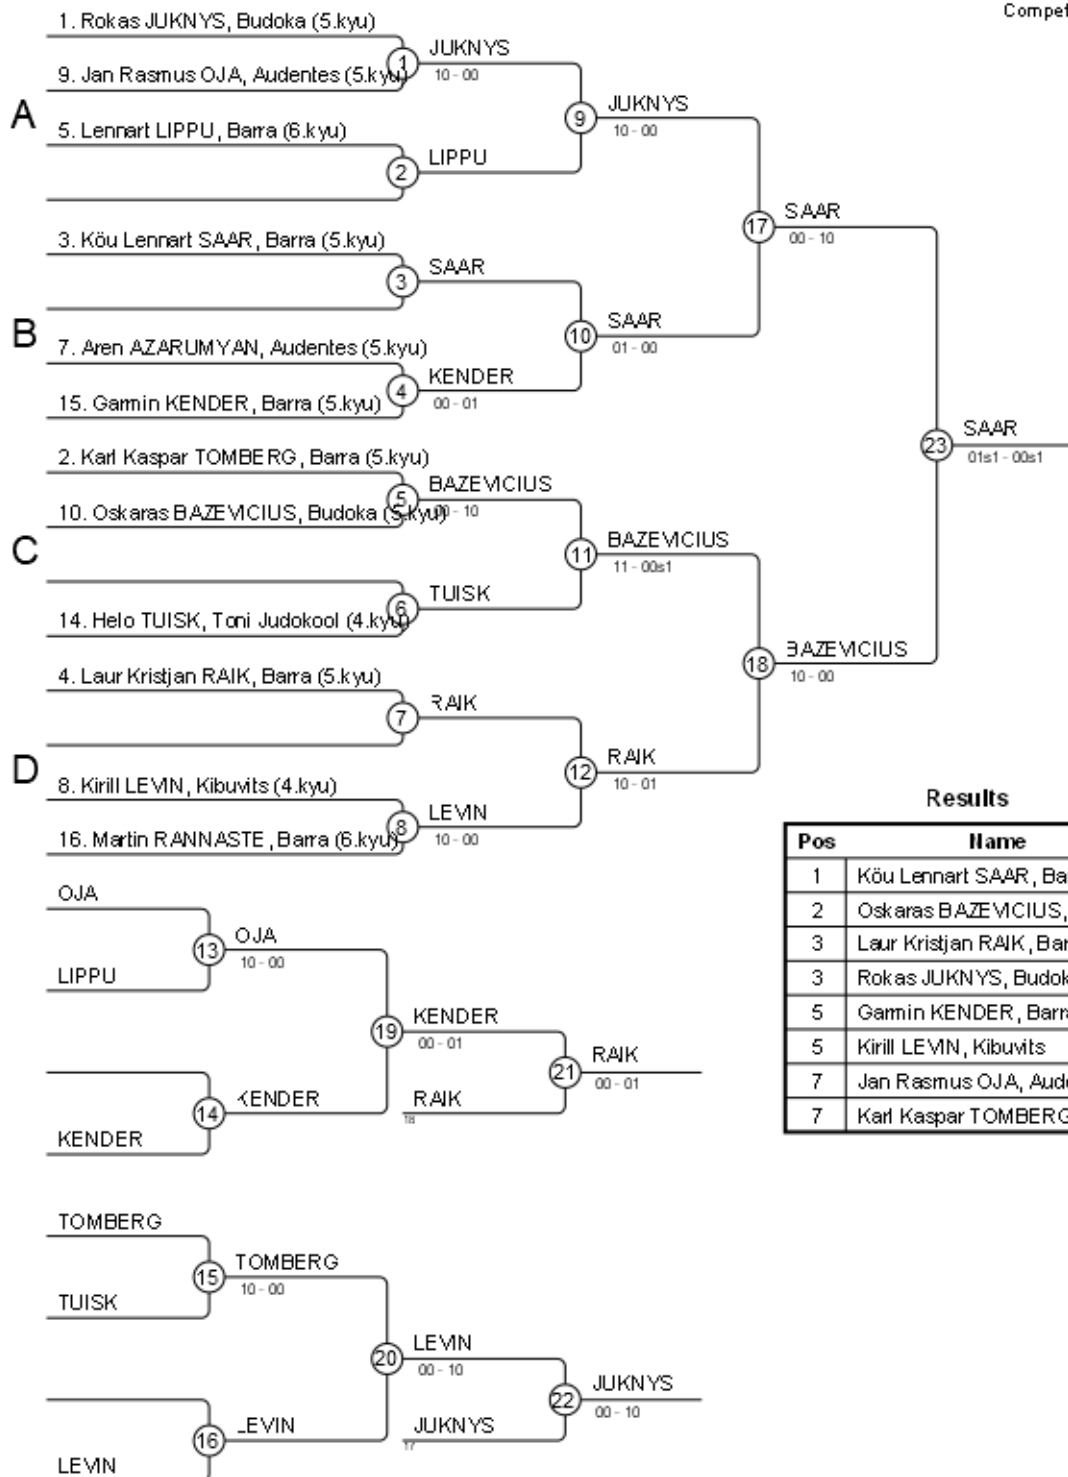 Compet
1. Rokas JUKNYS, Budoka (5.kyu)
JUKNYS
1
10 - 00
9. Jan Rasmus OJA, Audentes (5.kyu)
A
JUKNYS
9
10 - 00
5. Lennart LIPPU, Barra (6.kyu)
LIPPU
2
SAAR
17
00 - 10
3. Köu Lennart SAAR, Barra (5.kyu)
SAAR
3
B
SAAR
10
01 - 00
7. Aren AZARUMYAN, Audentes (5.kyu)
KENDER
4
00 - 01
15. Garmin KENDER, Barra (5.kyu)
SAAR
23
01s1 - 00s1
2. Karl Kaspar TOMBERG, Barra (5.kyu)
BAZEVICIUS
5
00 - 10
10. Oskaras BAZEVICIUS, Budoka (5.kyu)
C
BAZEVICIUS
11
11 - 00s1
TUISK
6
14. Helo TUISK, Toni Judokool (4.kyu)
BAZEVICIUS
18
10 - 00
4. Laur Kristjan RAIK, Barra (5.kyu)
RAIK
7
D
RAIK
12
10 - 01
8. Kirill LEVIN, Kibuvits (4.kyu)
LEVIN
8
10 - 00
16. Martin RANNASTE, Barra (6.kyu)
Results
Pos Name
1 Köu Lennart SAAR, Ba
2 Oskaras BAZEVICIUS,
3 Laur Kristjan RAIK, Bar
3 Rokas JUKNYS, Budok
5 Garmin KENDER, Barra
5 Kirill LEVIN, Kibuvits
7 Jan Rasmus OJA, Aud
7 Karl Kaspar TOMBERG
OJA
OJA
13
10 - 00
LIPPU
KENDER
19
00 - 01
RAIK
21
00 - 01
KENDER
14
RAIK
18
KENDER
TOMBERG
TOMBERG
15
10 - 00
TUISK
LEVIN
20
00 - 10
JUKNYS
22
00 - 10
LEVIN
16
JUKNYS
17
LEVIN